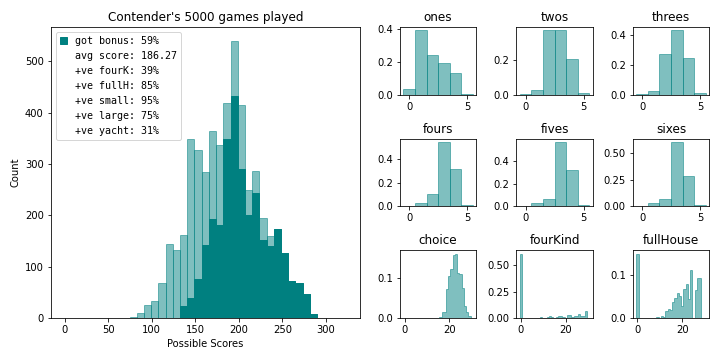 Contender's 5000 games played
got bonus: 59%
avg score: 186.27
+ve fourK: 39%
+ve fullH: 85%
+ve small: 95%
+ve large: 75%
+ve yacht: 31%
Count
500
400
300
200
100
0
0 50 100 150 200 250 300
Possible Scores
ones
0.4
0.2
0.0
0 5
twos
0.2
0.0
0 5
threes
0.4
0.2
0.0
0 5
fours
0.4
0.2
0.0
0 5
fives
0.4
0.2
0.0
0 5
sixes
0.50
0.25
0.00
0 5
choice
0.1
0.0
0 20
fourKind
0.50
0.25
0.00
0 20
fullHouse
0.1
0.0
0 20